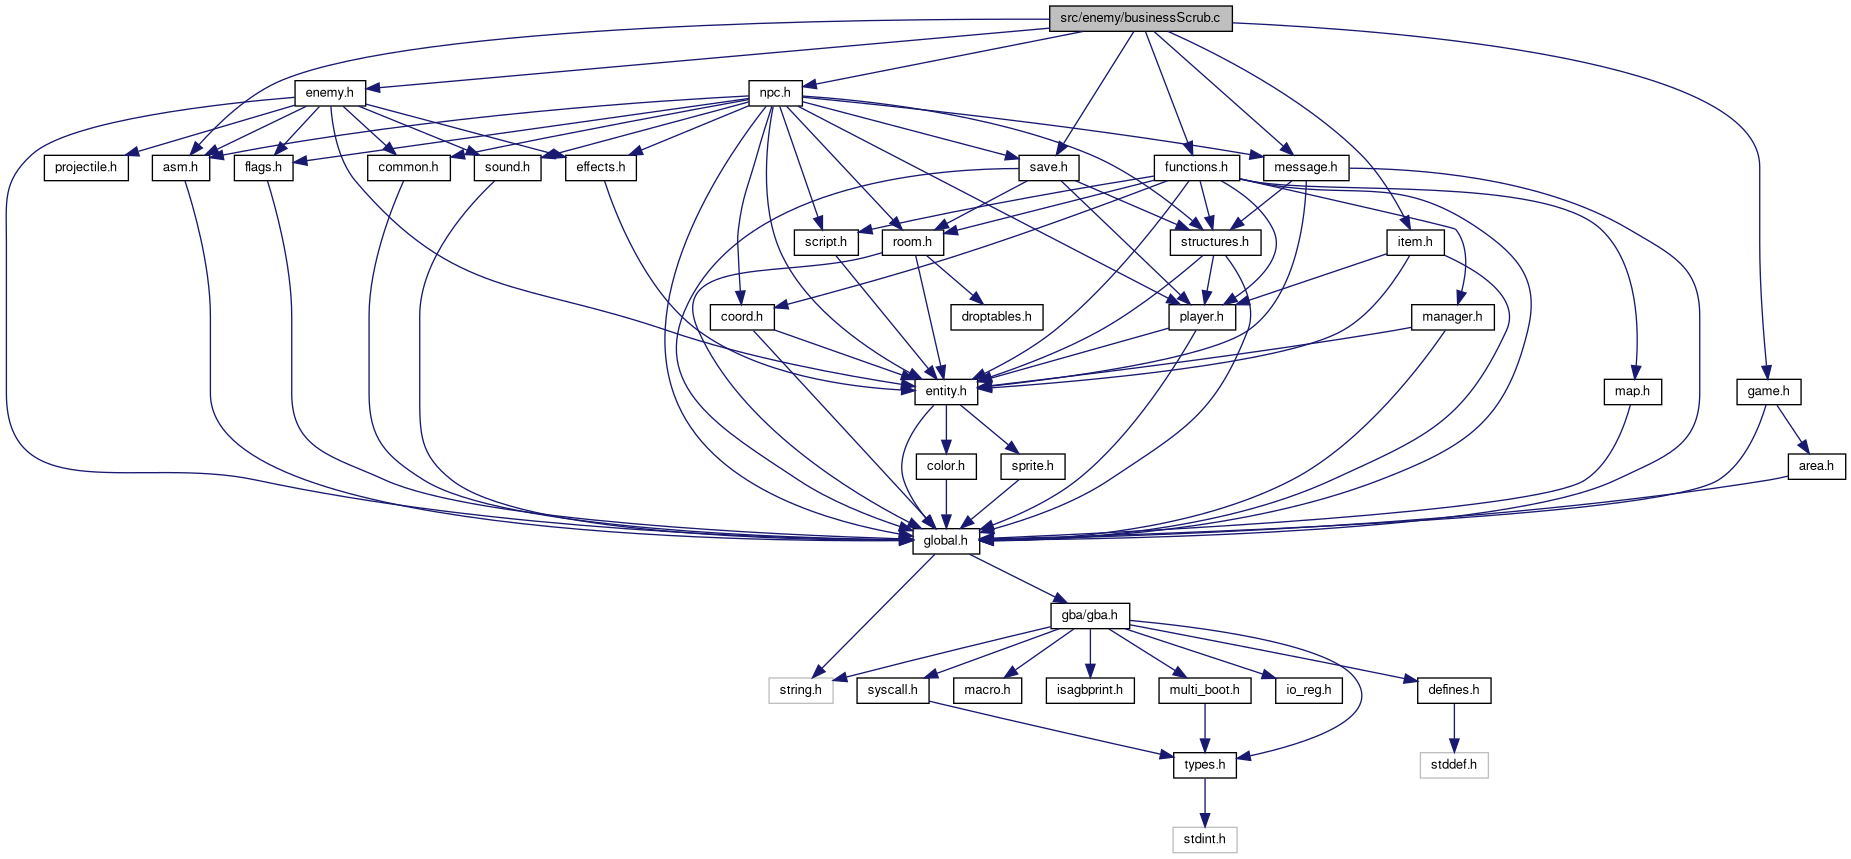 src/enemy/businessScrub.c
enemy.h
npc.h
projectile.h
asm.h
flags.h
common.h
sound.h
effects.h
save.h
functions.h
message.h
script.h
room.h
structures.h
item.h
coord.h
droptables.h
player.h
manager.h
entity.h
map.h
game.h
color.h
sprite.h
area.h
global.h
gba/gba.h
string.h
syscall.h
macro.h
isagbprint.h
multi_boot.h
io_reg.h
defines.h
types.h
stddef.h
stdint.h